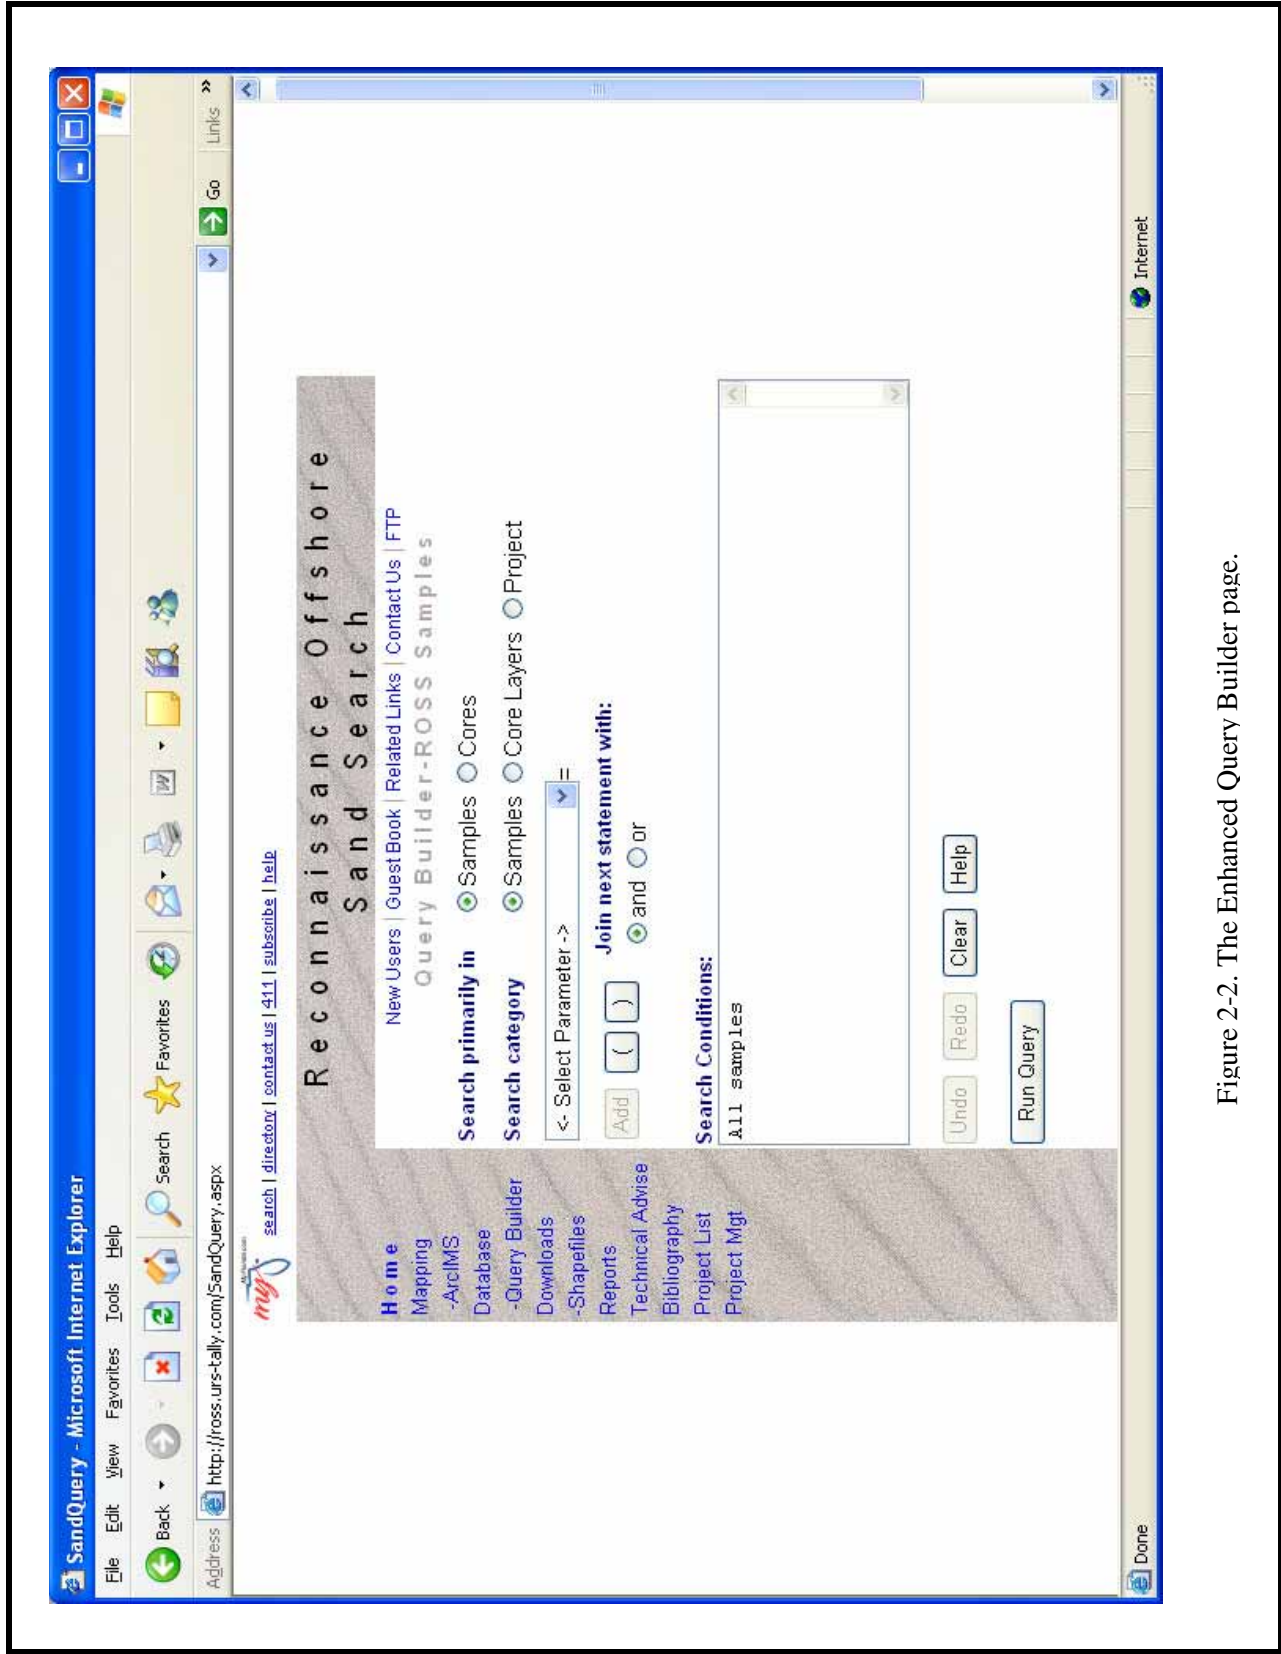 SandQuery - Microsoft Internet Explorer
File Edit View Favorites Tools Help
Back Search Favorites
Address http://ross.urs-tally.com/SandQuery.aspx Go Links »
my
search | directory | contact us | 411 | subscribe | help
Reconnaissance Offshore
Sand Search
Home
Mapping
-ArcIMS
Database
-Query Builder
Downloads
-Shapefiles
Reports
Technical Advise
Bibliography
Project List
Project Mgt
New Users | Guest Book | Related Links | Contact Us | FTP
Query Builder-ROSS Samples
Search primarily in Samples Cores
Search category Samples Core Layers Project
<- Select Parameter -> =
Join next statement with:
Add ( ) and or
Search Conditions:
All samples
Undo Redo Clear Help
Run Query
Done Internet
Figure 2-2. The Enhanced Query Builder page.